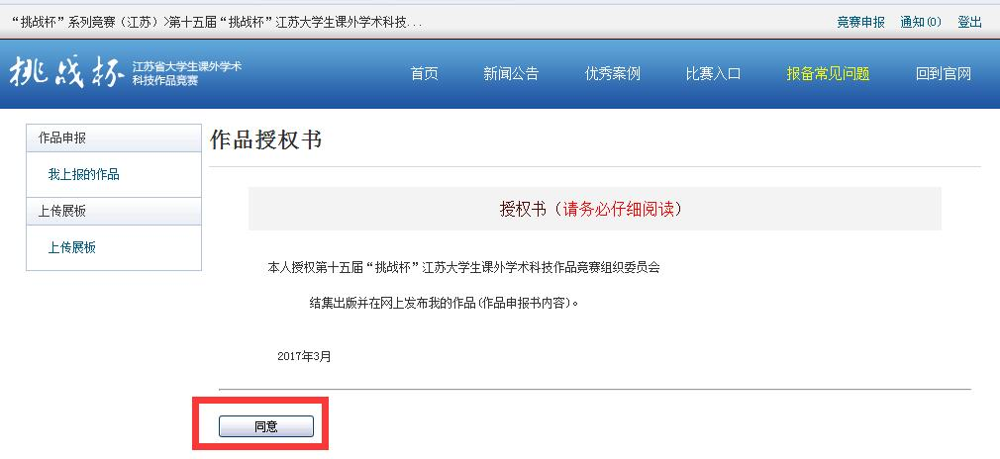 “挑战杯”系列竞赛（江苏）>第十五届“挑战杯”江苏大学生课外学术科技...
竞赛申报 通知(0) 登出
挑战杯 江苏省大学生课外学术
科技作品竞赛
首页 新闻公告 优秀案例 比赛入口 报备常见问题 回到官网
作品申报
我上报的作品
上传展板
上传展板
作品授权书
授权书（请务必仔细阅读）
本人授权第十五届“挑战杯”江苏大学生课外学术科技作品竞赛组织委员会
结集出版并在网上发布我的作品(作品申报书内容)。
2017年3月
同意